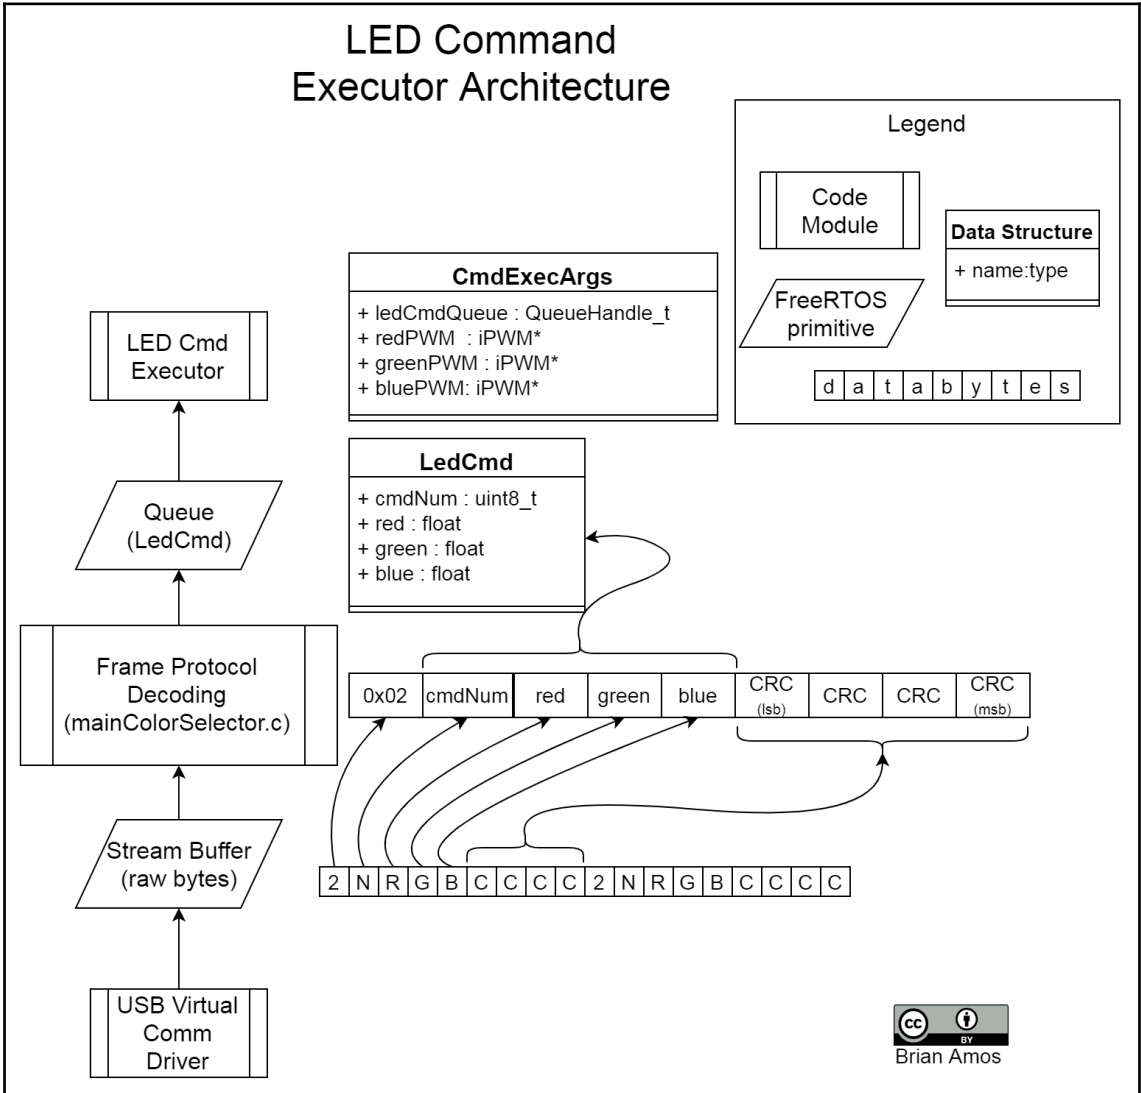 LED Command
Executor Architecture
Legend
Code
Module
Data Structure
+ name:type
FreeRTOS
primitive
d a t a b y t e s
CmdExecArgs
+ ledCmdQueue : QueueHandle_t
+ redPWM : iPWM*
+ greenPWM : iPWM*
+ bluePWM: iPWM*
LED Cmd
Executor
LedCmd
+ cmdNum : uint8_t
+ red : float
+ green : float
+ blue : float
Queue
(LedCmd)
Frame Protocol
Decoding
(mainColorSelector.c)
0x02 cmdNum red green blue CRC (lsb) CRC CRC CRC (msb)
Stream Buffer
(raw bytes)
2 N R G B C C C C 2 N R G B C C C C
USB Virtual
Comm
Driver
cc BY
Brian Amos